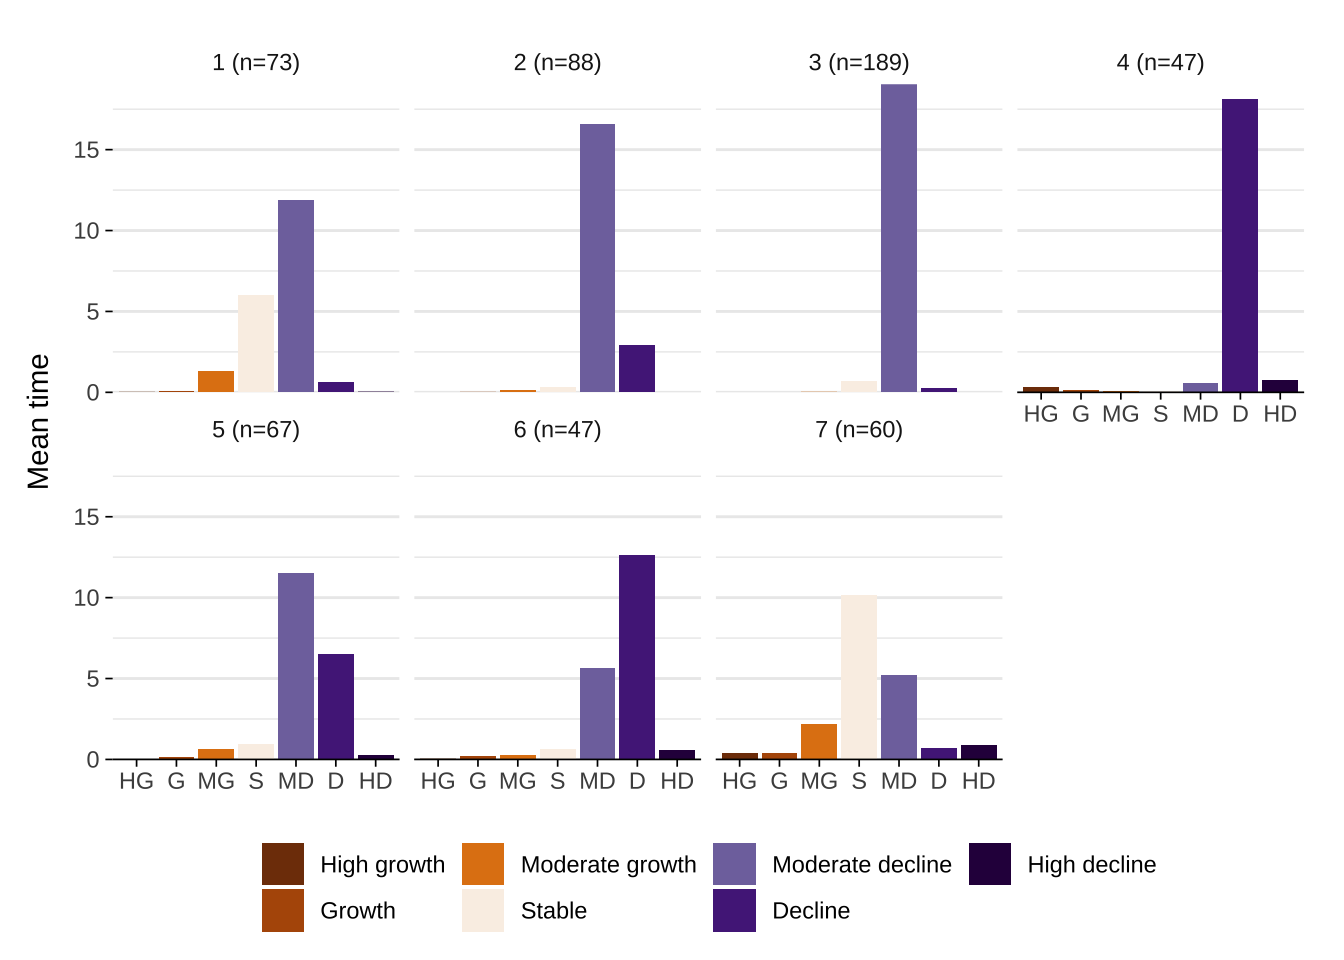 1 (n=73) 2 (n=88) 3 (n=189) 4 (n=47)
15
10
5
0
HG G MG S MD D HD
Mean time
5 (n=67) 6 (n=47) 7 (n=60)
15
10
5
0
HG G MG S MD D HD HG G MG S MD D HD HG G MG S MD D HD
High growth Moderate growth Moderate decline High decline
Growth Stable Decline